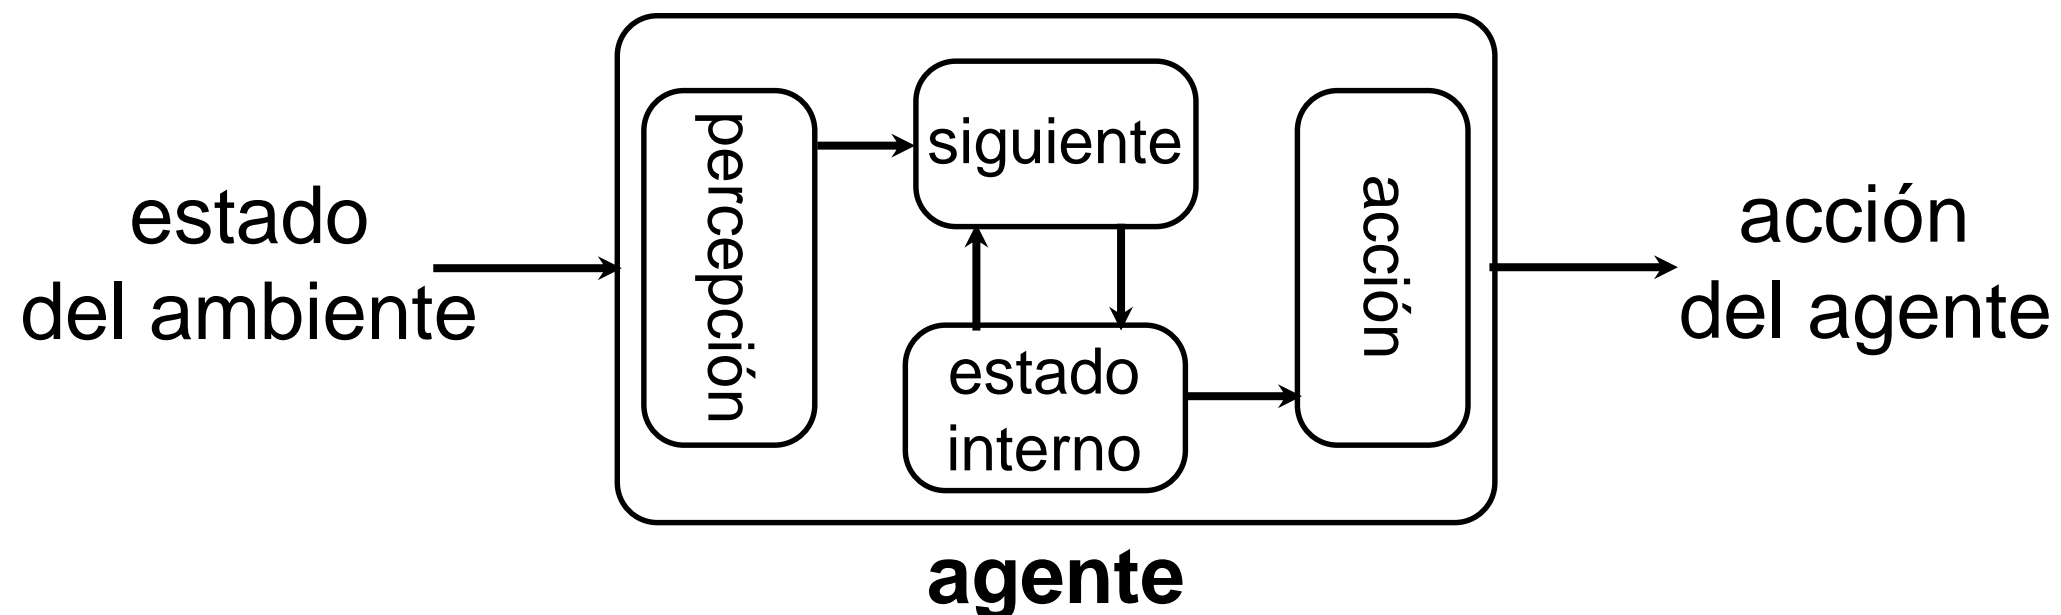 estado
del ambiente
percepción
siguiente
estado
interno
acción
acción
del agente
agente